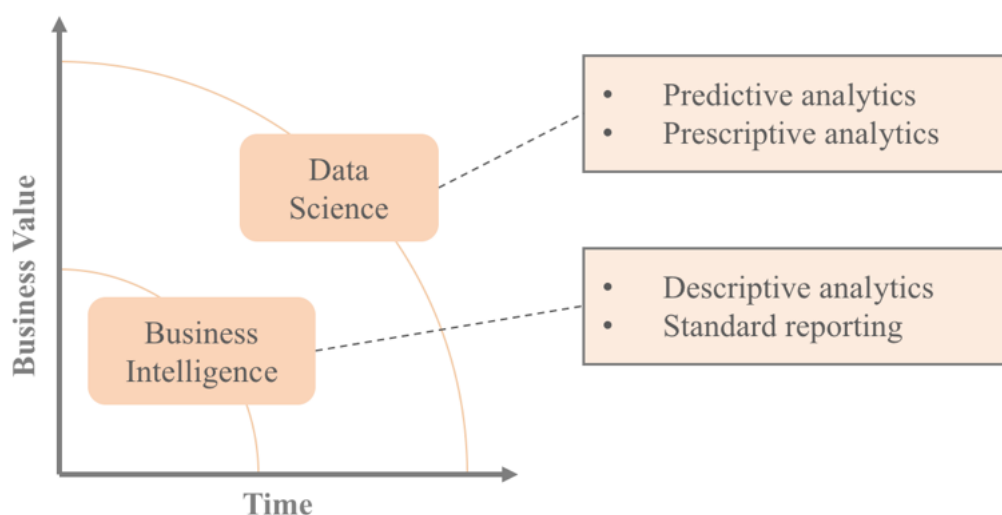 Business Value
Data
Science
Business
Intelligence
Time
• Predictive analytics
• Prescriptive analytics
• Descriptive analytics
• Standard reporting